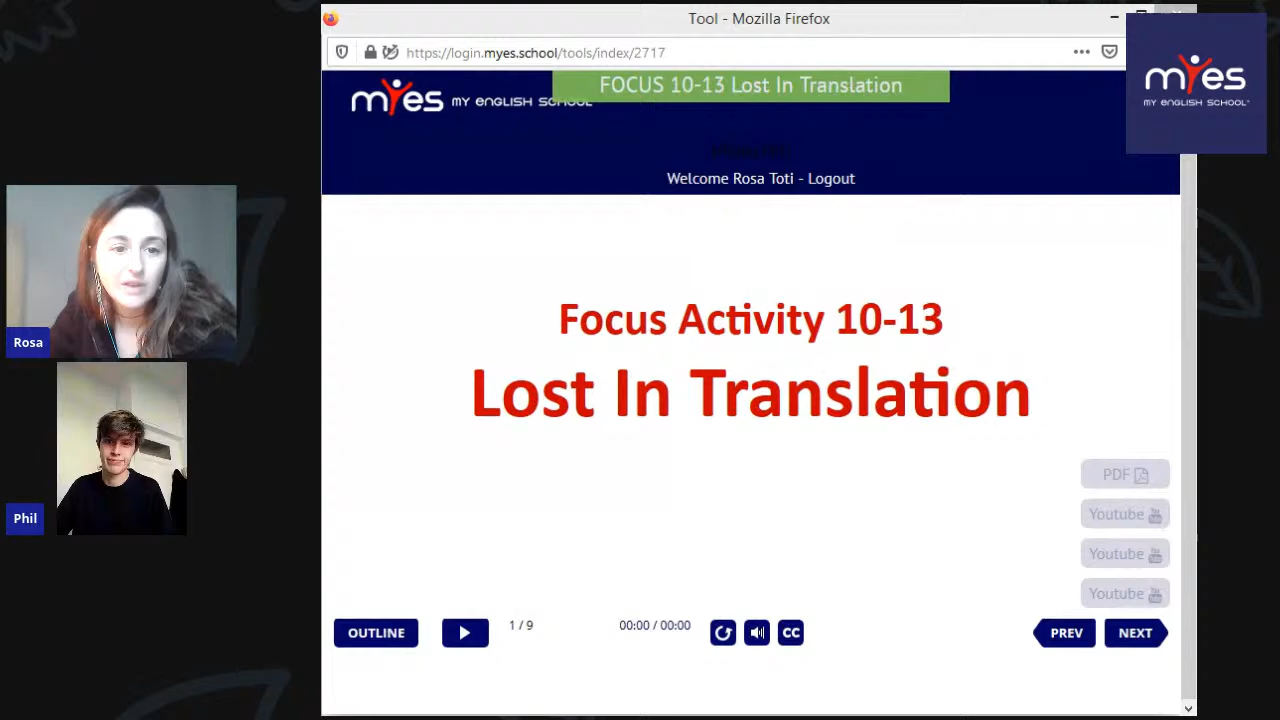 Tool - Mozilla Firefox
https://login.myes.school/tools/index/2717
FOCUS 10-13 Lost In Translation
myes MY ENGLISH SCHOOL
myes
MY ENGLISH SCHOOL
Welcome Rosa Toti - Logout
Rosa
Phil
Focus Activity 10-13
Lost In Translation
PDF
Youtube
Youtube
Youtube
OUTLINE
1 / 9
00:00 / 00:00
CC
PREV
NEXT